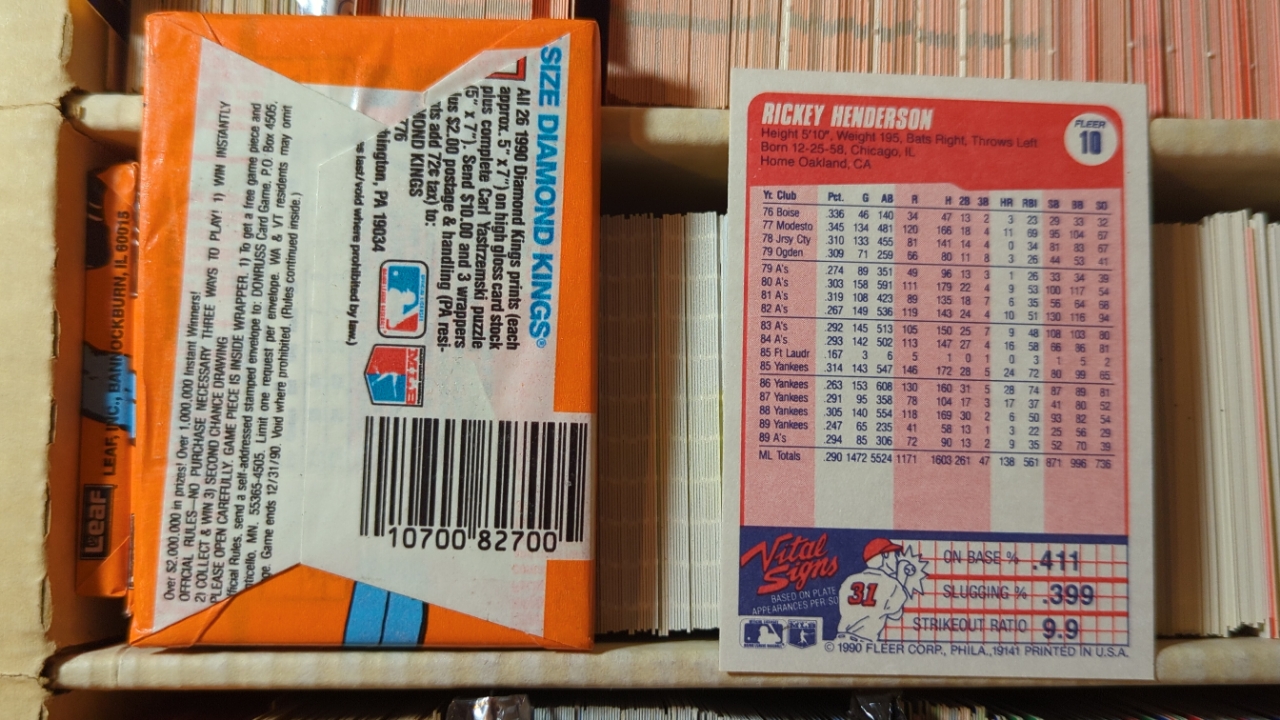 LEAF, INC., BANNOCKBURN, IL 60015
Leaf
SIZE DIAMOND KINGS®
All 26 1990 Diamond Kings prints (each
approx. 5" x 7") on high gloss card stock
plus complete Carl Yastrzemski puzzle
(5" x 7"). Send $10.00 and 3 wrappers
us $2.00 postage & handling (PA resi-
ts add 72¢ tax) to:
MOND KINGS
776
hington, PA 19034
last/void where prohibited by law.)
Over $2,000,000 in prizes! Over 1,000,000 Instant Winners!
OFFICIAL RULES—NO PURCHASE NECESSARY THREE WAYS TO PLAY! 1) WIN INSTANTLY
2) COLLECT & WIN 3) SECOND CHANCE DRAWING
PLEASE OPEN CAREFULLY. GAME PIECE IS INSIDE WRAPPER. 1) To get a free game piece and
fficial Rules, send a self-addressed stamped envelope to: DONRUSS Card Game, P.O. Box 4505,
nticello, MN. 55365-4505. Limit one request per envelope. WA & VT residents may omit
ge. Game ends 12/31/90. Void where prohibited. (Rules continued inside.)
10700 82700
RICKEY HENDERSON
Height 5'10", Weight 195, Bats Right, Throws Left
Born 12-25-58, Chicago, IL
Home Oakland, CA
FLEER
10
Yr. Club Pct. G AB R H 2B 3B HR RBI SB BB SO
76 Boise .336 46 140 34 47 13 2 3 23 29 33 32
77 Modesto .345 134 481 120 166 18 4 11 69 95 104 67
78 Jrsy Cty .310 133 455 81 141 14 4 0 34 81 83 67
79 Ogden .309 71 259 66 80 11 8 3 26 44 53 41
79 A's .274 89 351 49 96 13 3 1 26 33 34 39
80 A's .303 158 591 111 179 22 4 9 53 100 117 54
81 A's .319 108 423 89 135 18 7 6 35 56 64 68
82 A's .267 149 536 119 143 24 4 10 51 130 116 94
83 A's .292 145 513 105 150 25 7 9 48 108 103 80
84 A's .293 142 502 113 147 27 4 16 58 66 86 81
85 Ft Laudr .167 3 6 5 1 0 1 0 3 1 5 2
85 Yankees .314 143 547 146 172 28 5 24 72 80 99 65
86 Yankees .263 153 608 130 160 31 5 28 74 87 89 81
87 Yankees .291 95 358 78 104 17 3 17 37 41 80 52
88 Yankees .305 140 554 118 169 30 2 6 50 93 82 54
89 Yankees .247 65 235 41 58 13 1 3 22 25 56 29
89 A's .294 85 306 72 90 13 2 9 35 52 70 39
ML Totals .290 1472 5524 1171 1603 261 47 138 561 871 996 736
Vital Signs
BASED ON PLATE
APPEARANCES PER SO
31
ON BASE % .411
SLUGGING % .399
STRIKEOUT RATIO 9.9
© 1990 FLEER CORP., PHILA., 19141 PRINTED IN U.S.A.